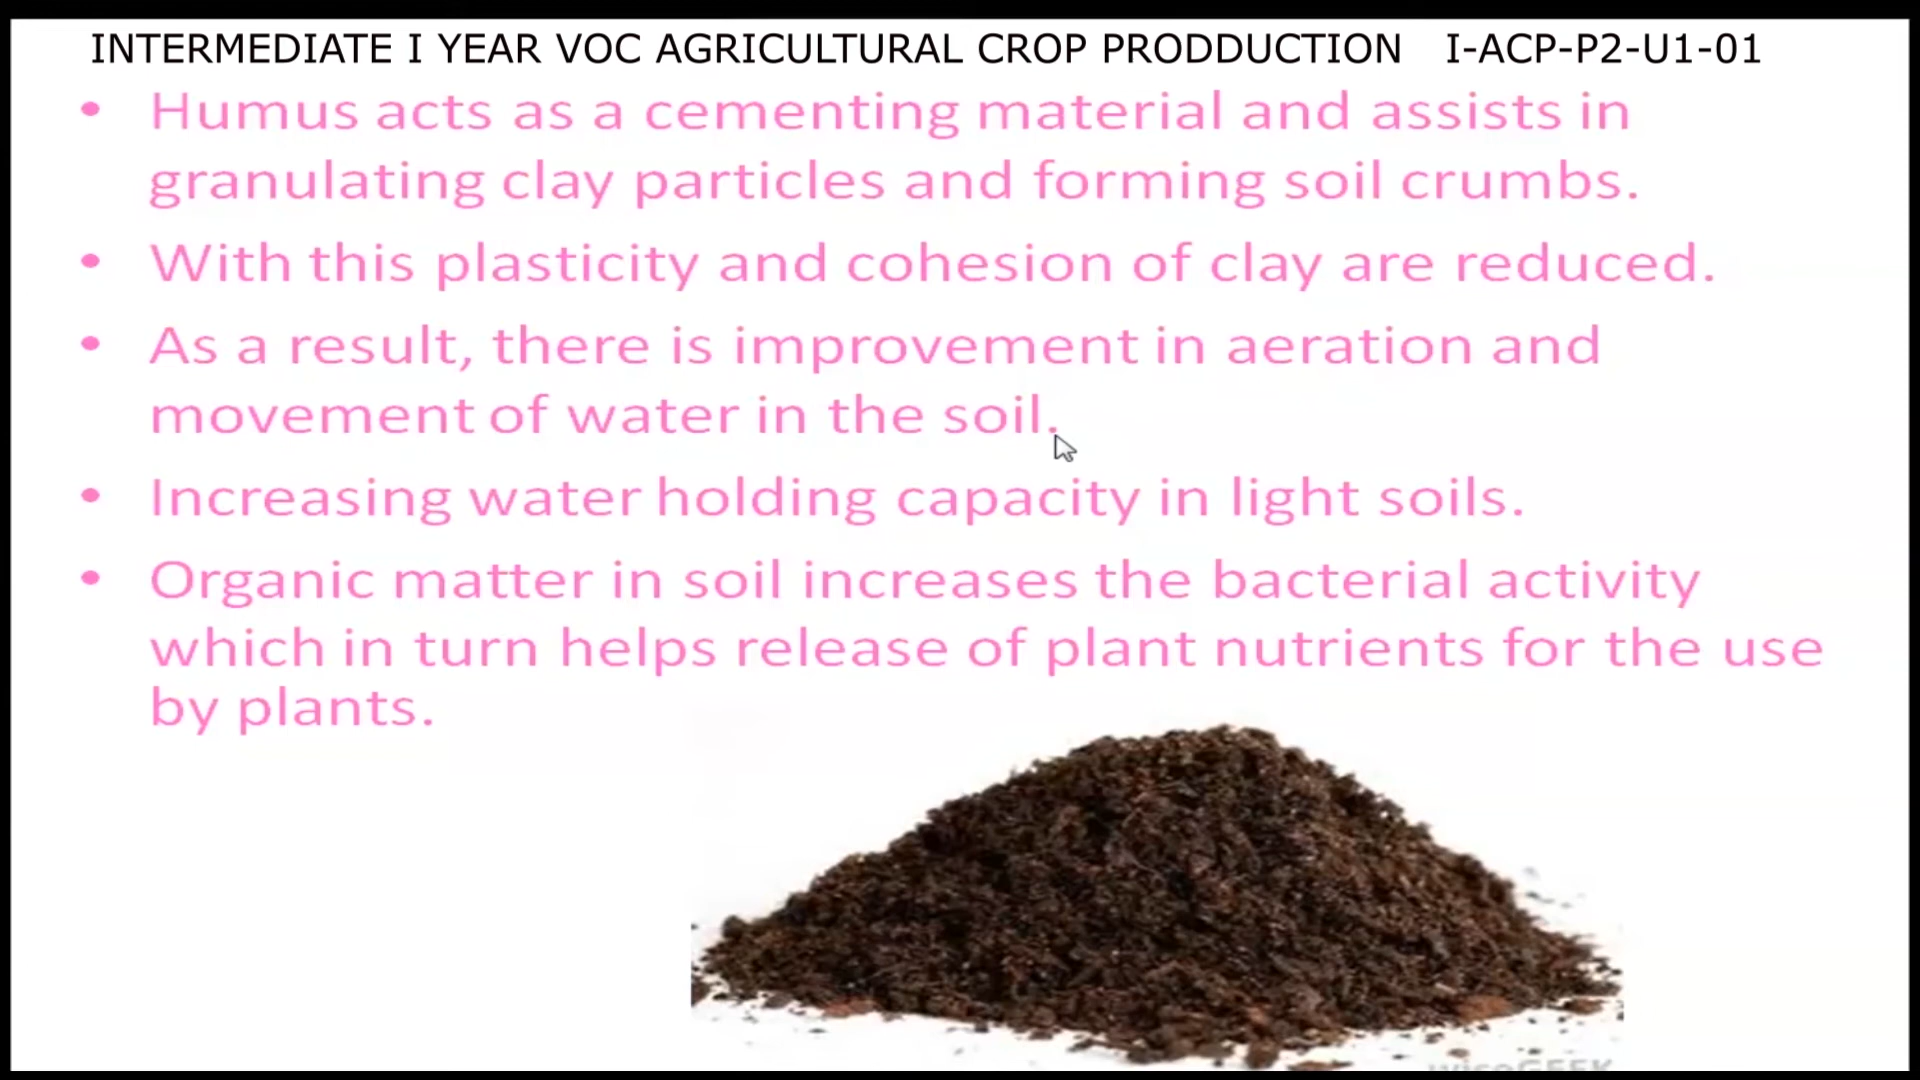 INTERMEDIATE I YEAR VOC AGRICULTURAL CROP PRODDUCTION I-ACP-P2-U1-01
• Humus acts as a cementing material and assists in
granulating clay particles and forming soil crumbs.
• With this plasticity and cohesion of clay are reduced.
• As a result, there is improvement in aeration and
movement of water in the soil.
• Increasing water holding capacity in light soils.
• Organic matter in soil increases the bacterial activity
which in turn helps release of plant nutrients for the use
by plants.